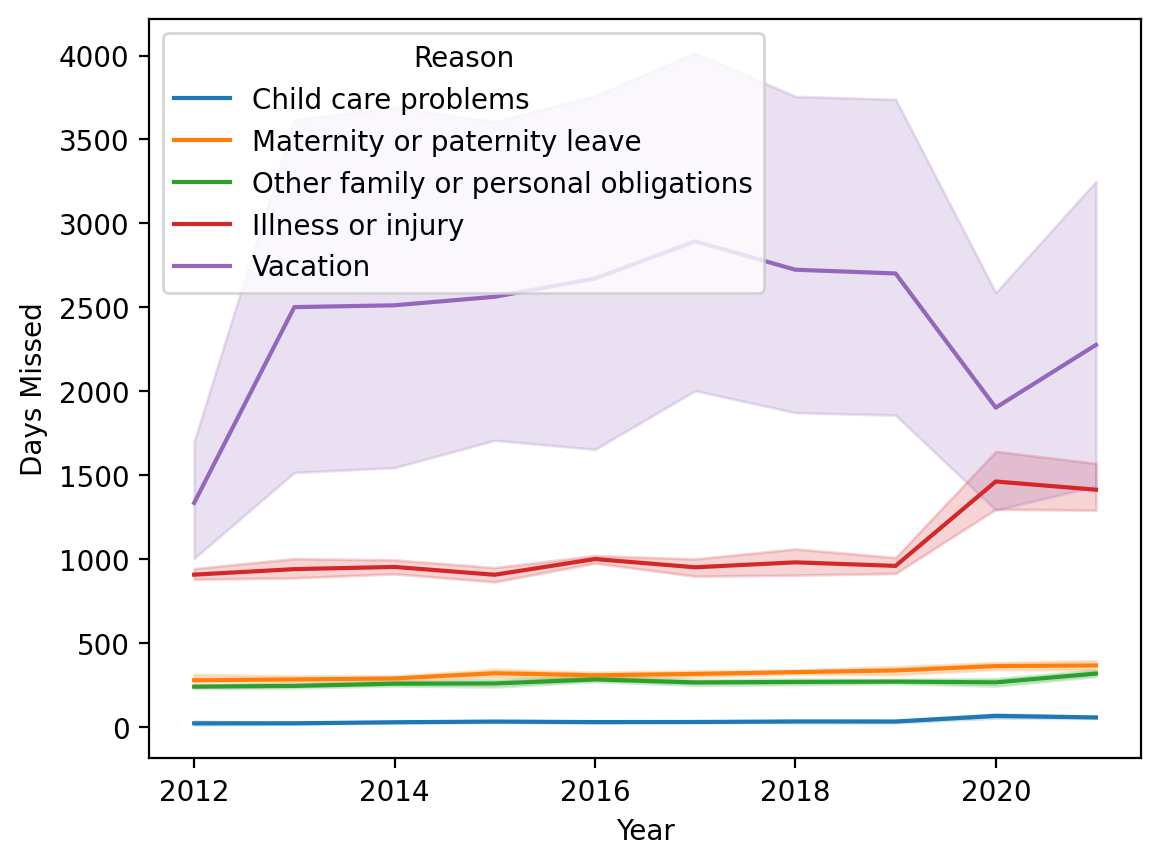 4000
3500
3000
2500
2000
1500
1000
500
0
Days Missed
Reason
Child care problems
Maternity or paternity leave
Other family or personal obligations
Illness or injury
Vacation
2012 2014 2016 2018 2020
Year